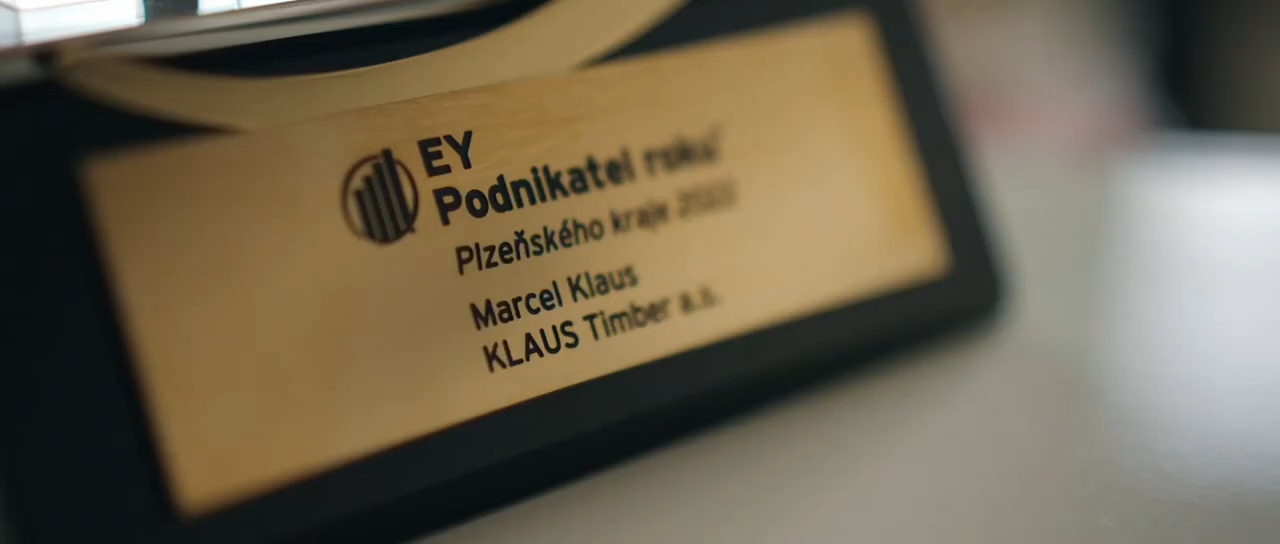 EY
Podnikatel roku
Plzeňského kraje
Marcel Klaus
KLAUS Timber a.s.